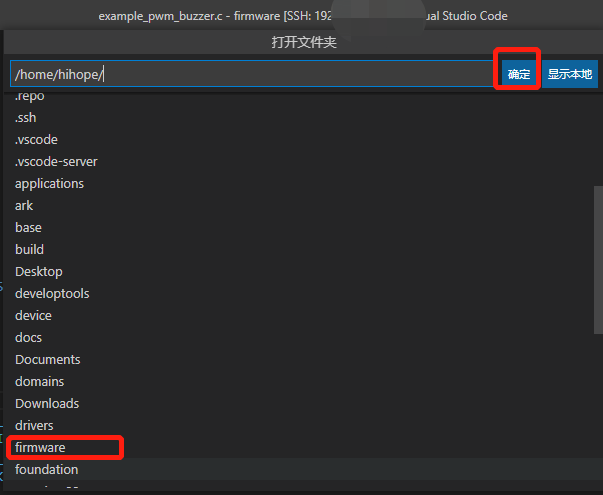 example_pwm_buzzer.c - firmware [SSH: 192 ual Studio Code
打开文件夹
/home/hihope/ 确定 显示本地
.repo
.ssh
.vscode
.vscode-server
applications
ark
base
build
Desktop
developtools
device
docs
Documents
domains
Downloads
drivers
firmware
foundation